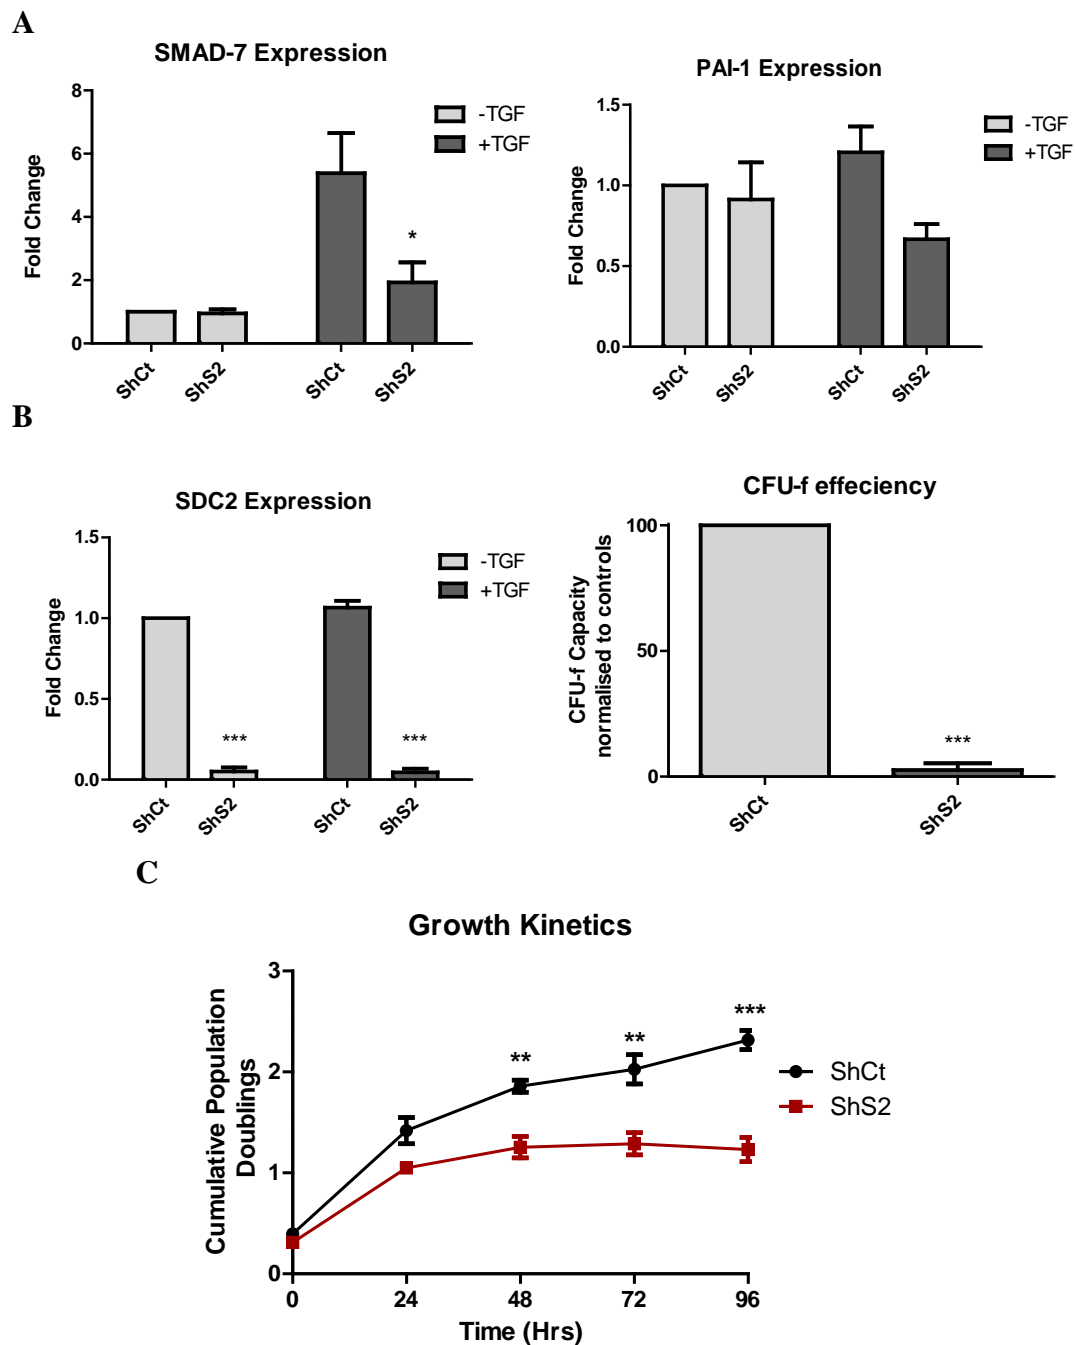 A
SMAD-7 Expression
8
6
4
2
0
Fold Change
-TGF
+TGF
*
ShCt
ShS2
ShCt
ShS2
PAI-1 Expression
1.5
1.0
0.5
0.0
Fold Change
-TGF
+TGF
ShCt
ShS2
ShCt
ShS2
B
SDC2 Expression
1.5
1.0
0.5
0.0
Fold Change
-TGF
+TGF
***
***
ShCt
ShS2
ShCt
ShS2
CFU-f effeciency
100
50
0
CFU-f Capacity
normalised to controls
***
ShCt
ShS2
C
Growth Kinetics
3
2
1
0
Cumulative Population
Doublings
**
**
***
ShCt
ShS2
0 24 48 72 96
Time (Hrs)